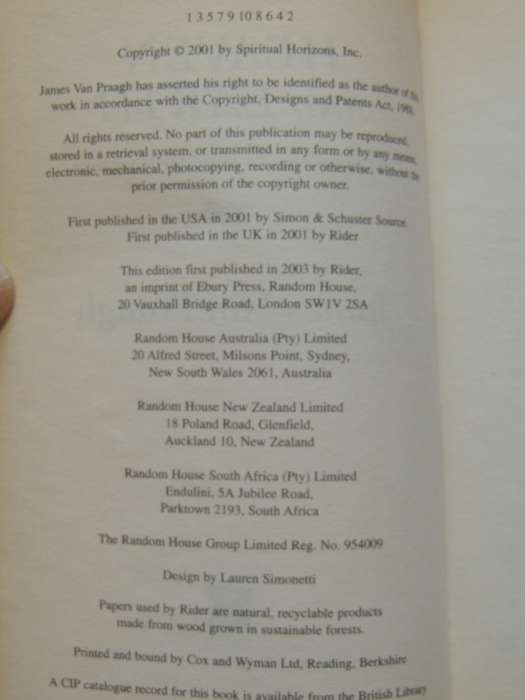 1 3 5 7 9 10 8 6 4 2
Copyright © 2001 by Spiritual Horizons, Inc.
James Van Praagh has asserted his right to be identified as the author of this
work in accordance with the Copyright, Designs and Patents Act, 1988.
All rights reserved. No part of this publication may be reproduced,
stored in a retrieval system, or transmitted in any form or by any means,
electronic, mechanical, photocopying, recording or otherwise, without the
prior permission of the copyright owner.
First published in the USA in 2001 by Simon & Schuster Source.
First published in the UK in 2001 by Rider
This edition first published in 2003 by Rider,
an imprint of Ebury Press, Random House,
20 Vauxhall Bridge Road, London SW1V 2SA
Random House Australia (Pty) Limited
20 Alfred Street, Milsons Point, Sydney,
New South Wales 2061, Australia
Random House New Zealand Limited
18 Poland Road, Glenfield,
Auckland 10, New Zealand
Random House South Africa (Pty) Limited
Endulini, 5A Jubilee Road,
Parktown 2193, South Africa
The Random House Group Limited Reg. No. 954009
Design by Lauren Simonetti
Papers used by Rider are natural, recyclable products
made from wood grown in sustainable forests.
Printed and bound by Cox and Wyman Ltd, Reading, Berkshire
A CIP catalogue record for this book is available from the British Library